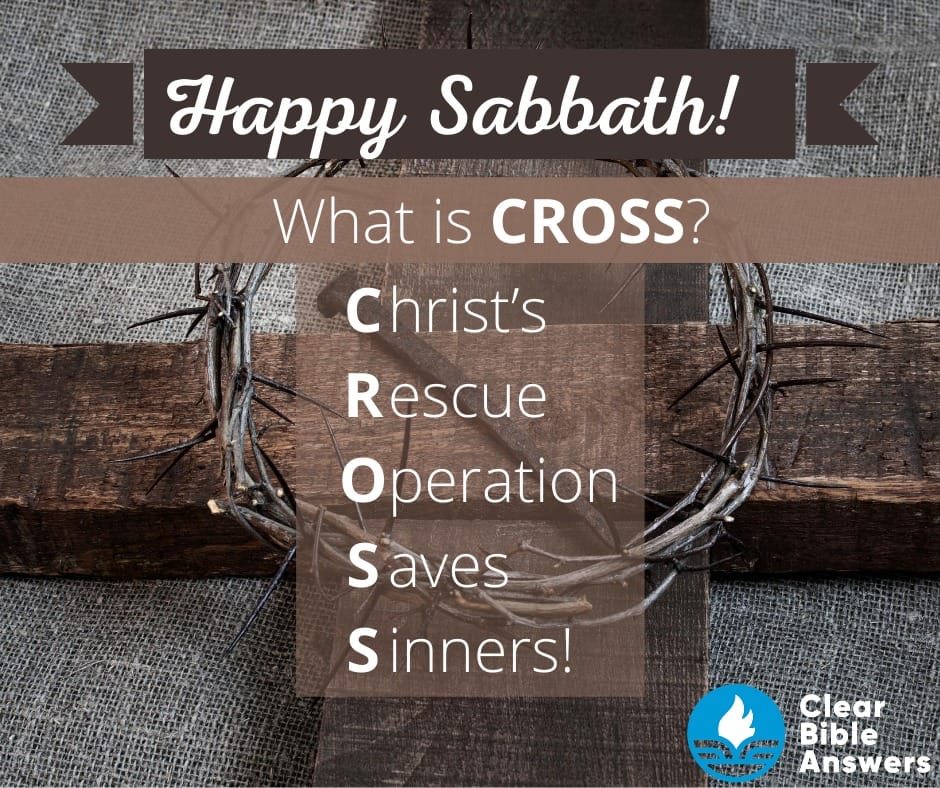 Happy Sabbath!
What is CROSS?
Christ's
Rescue
Operation
Saves
Sinners!
Clear
Bible
Answers